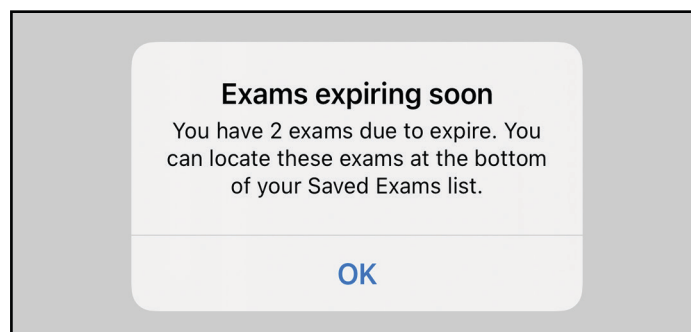 Exams expiring soon
You have 2 exams due to expire. You
can locate these exams at the bottom
of your Saved Exams list.
OK